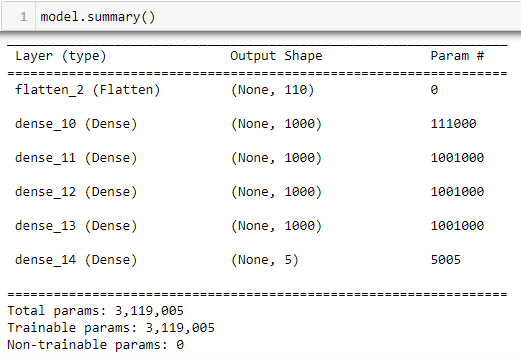 1 model.summary()
Layer (type) Output Shape Param #
flatten_2 (Flatten) (None, 110) 0
dense_10 (Dense) (None, 1000) 111000
dense_11 (Dense) (None, 1000) 1001000
dense_12 (Dense) (None, 1000) 1001000
dense_13 (Dense) (None, 1000) 1001000
dense_14 (Dense) (None, 5) 5005
Total params: 3,119,005
Trainable params: 3,119,005
Non-trainable params: 0